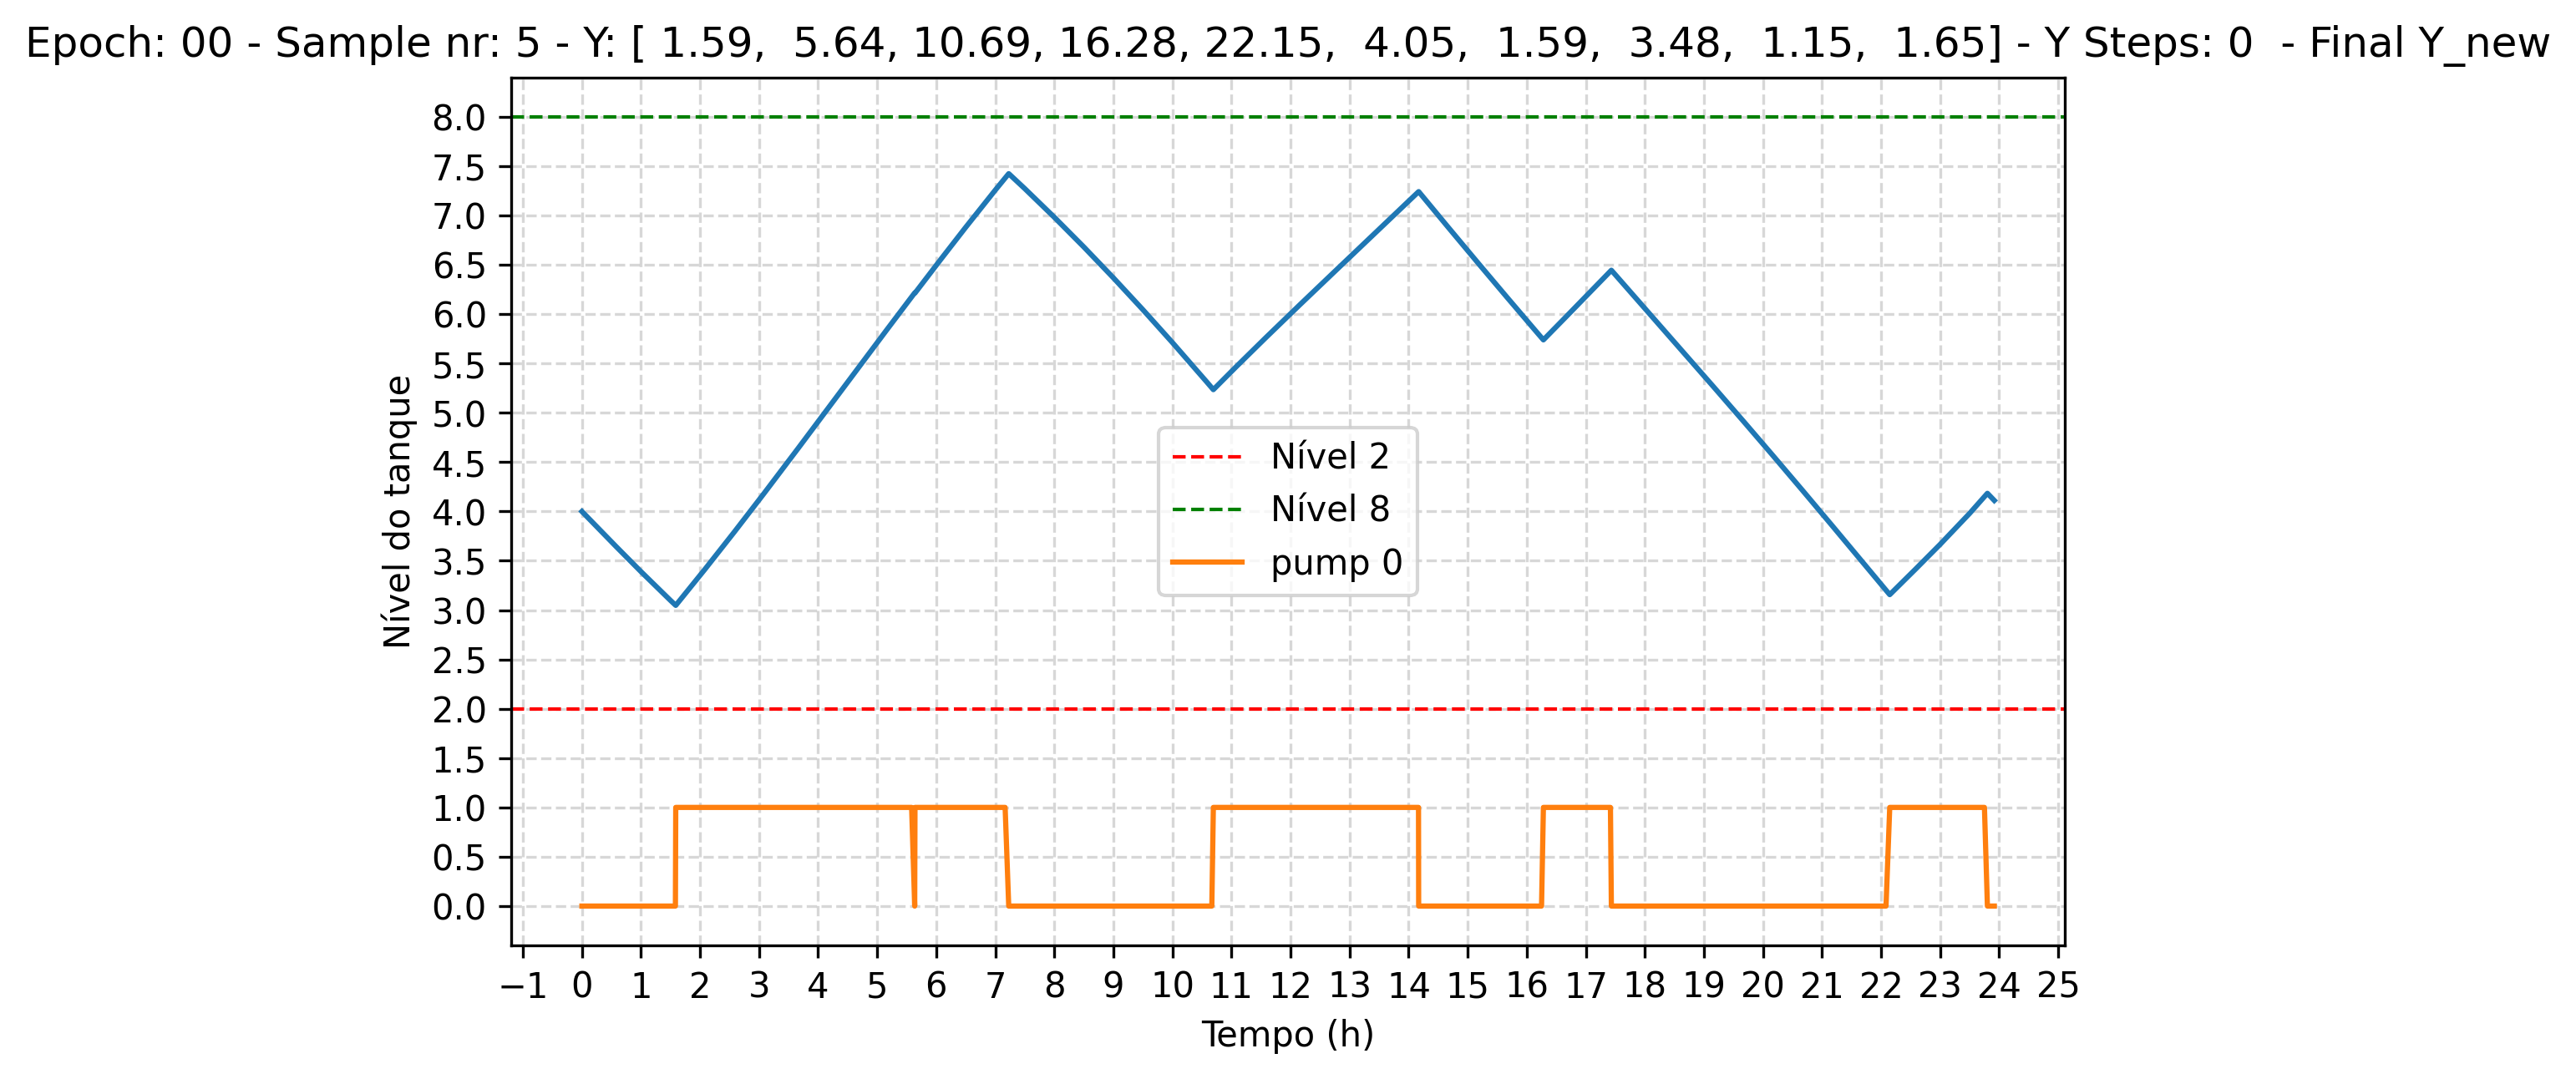 Epoch: 00 - Sample nr: 5 - Y: [ 1.59,  5.64, 10.69, 16.28, 22.15,  4.05,  1.59,  3.48,  1.15,  1.65] - Y Steps: 0  - Final Y_new
8.0
7.5
7.0
6.5
6.0
5.5
5.0
4.5
4.0
3.5
3.0
2.5
2.0
1.5
1.0
0.5
0.0
Nível do tanque
Nível 2
Nível 8
pump 0
−1 0 1 2 3 4 5 6 7 8 9 10 11 12 13 14 15 16 17 18 19 20 21 22 23 24 25
Tempo (h)